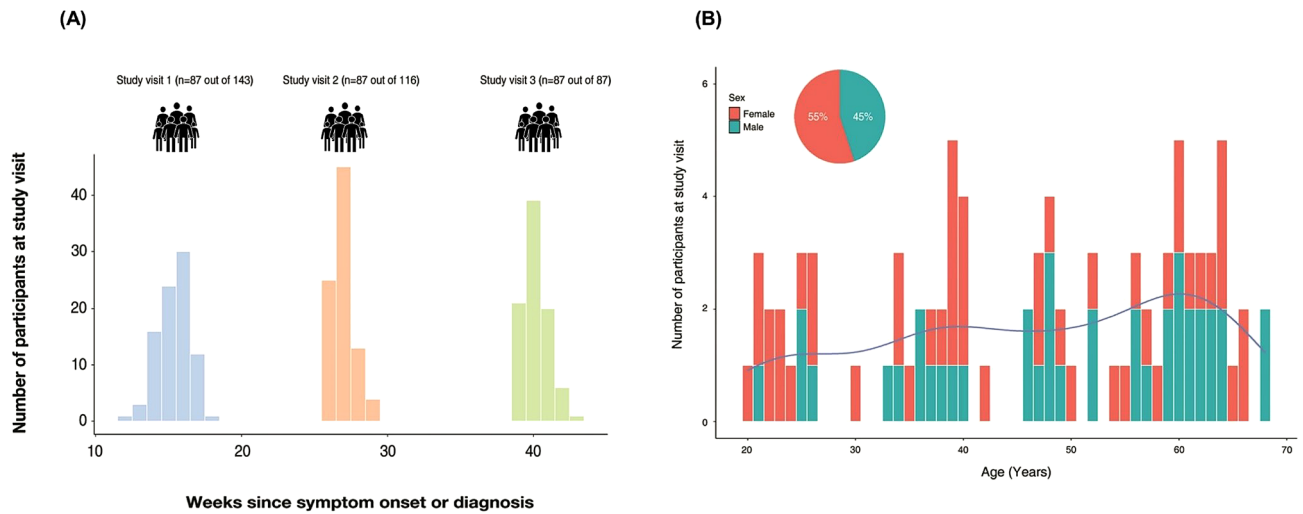 (A)
Study visit 1 (n=87 out of 143)
Study visit 2 (n=87 out of 116)
Study visit 3 (n=87 out of 87)
Number of participants at study visit
40
30
20
10
0
10
20
30
40
Weeks since symptom onset or diagnosis
(B)
Number of participants at study visit
6
4
2
0
Sex
Female
Male
55%
45%
20
30
40
50
60
70
Age (Years)